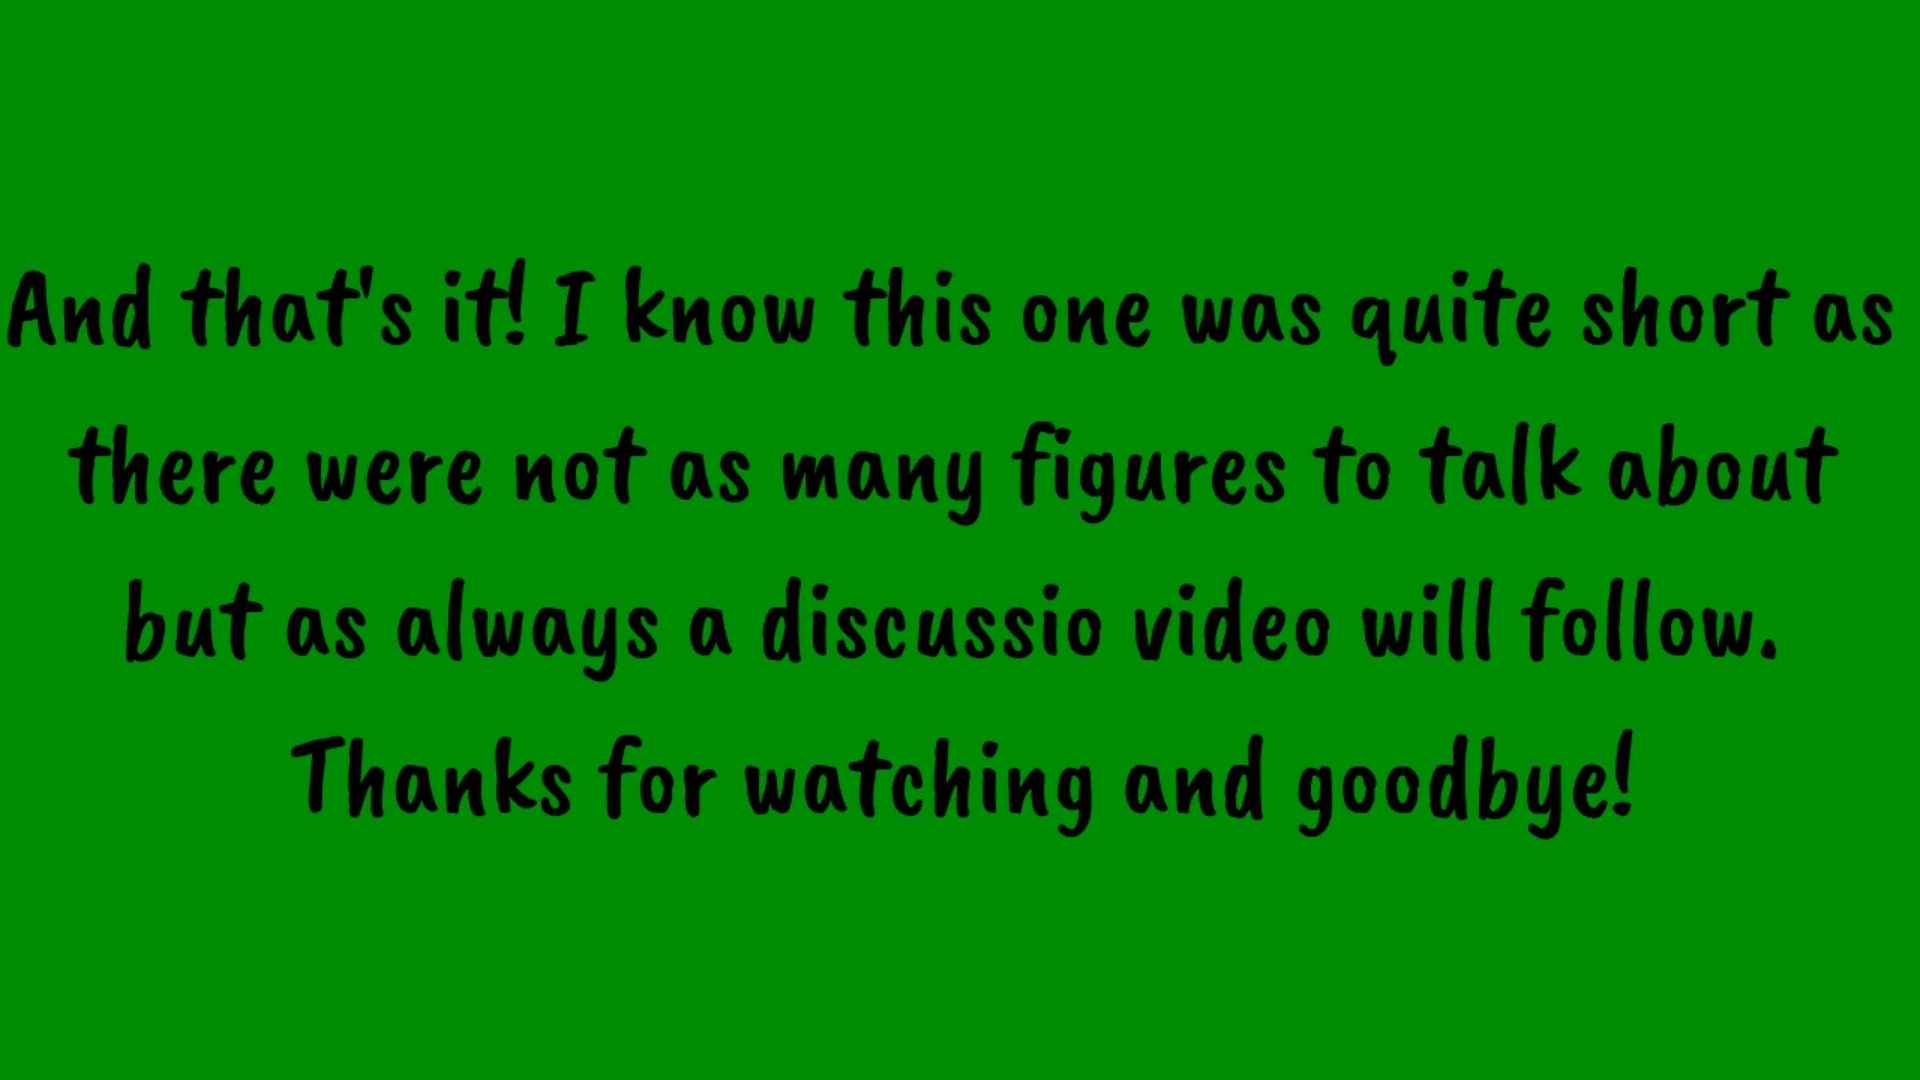 And that's it! I know this one was quite short as
there were not as many figures to talk about
but as always a discussio video will follow.
Thanks for watching and goodbye!